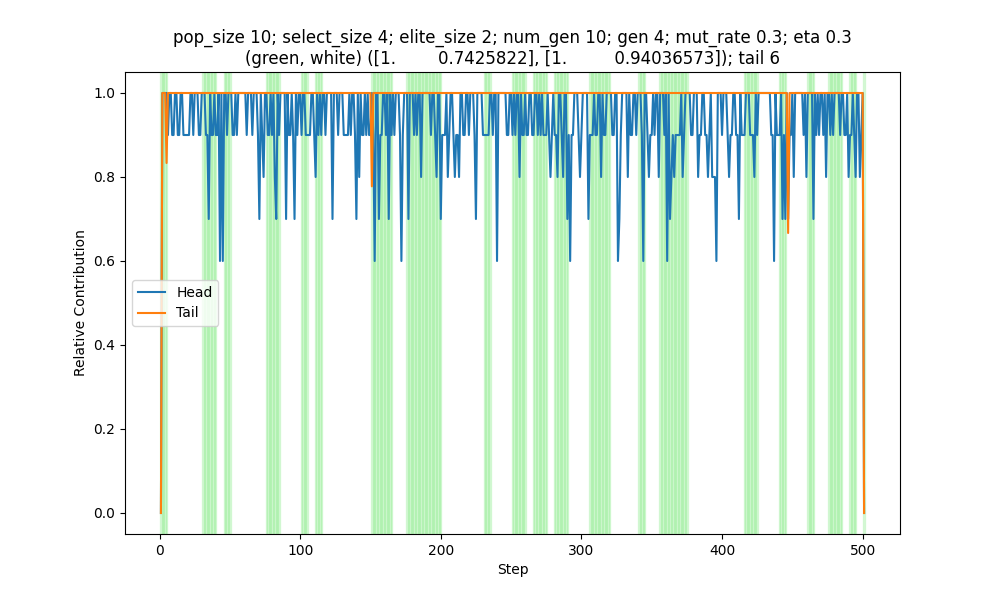 pop_size 10; select_size 4; elite_size 2; num_gen 10; gen 4; mut_rate 0.3; eta 0.3
(green, white) ([1. 0.7425822], [1. 0.94036573]); tail 6
1.0
0.8
0.6
0.4
0.2
0.0
Relative Contribution
Head
Tail
0 100 200 300 400 500
Step